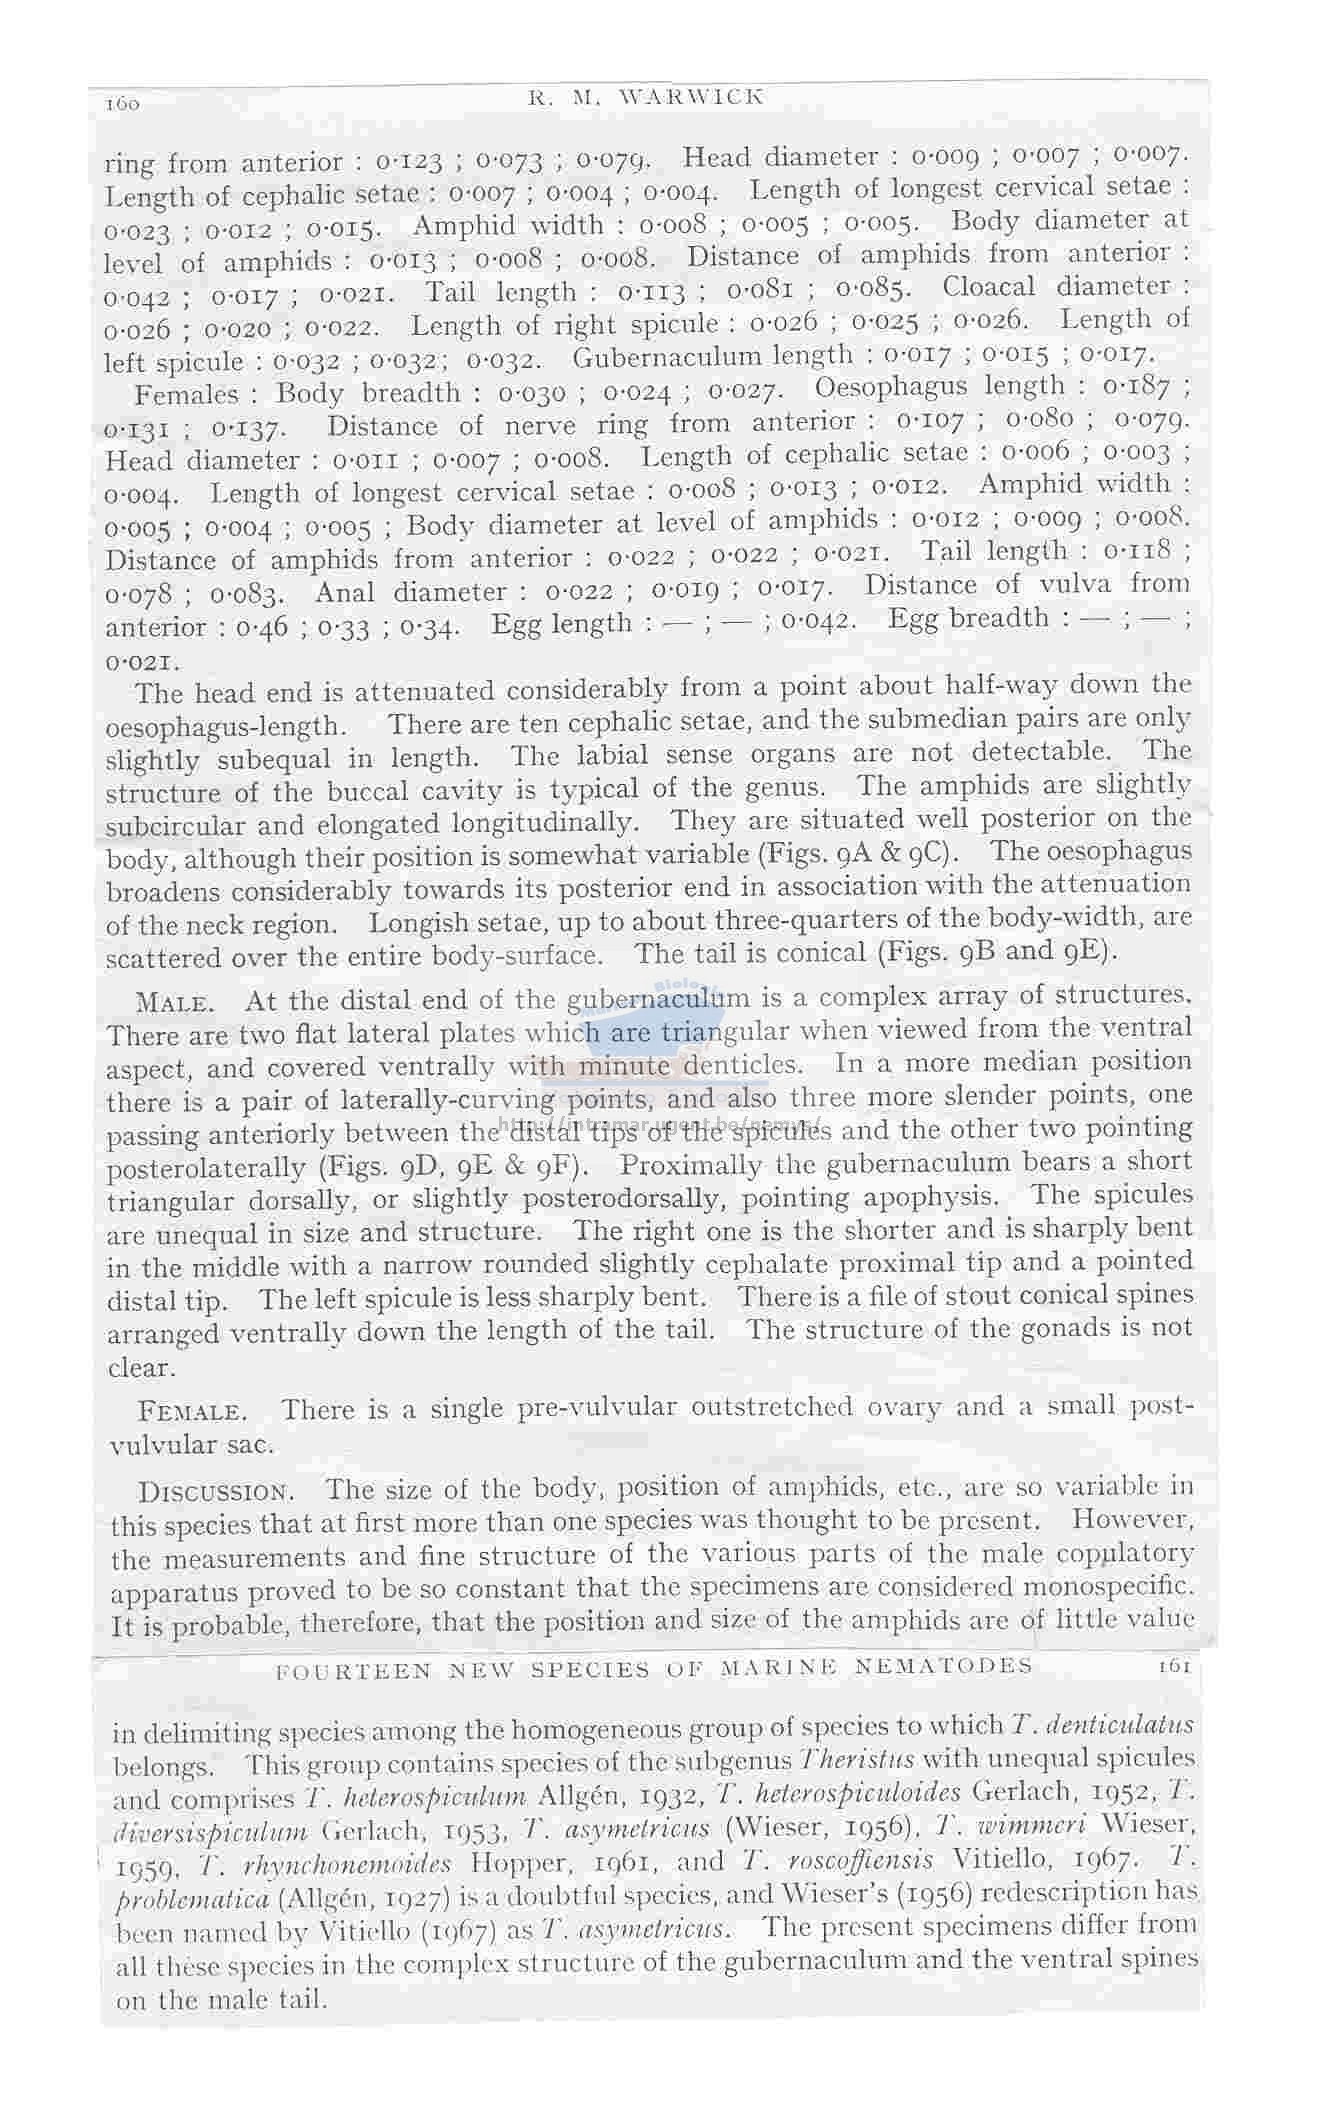 160
R. M. WARWICK
ring from anterior : 0·123 ; 0·073 ; 0·079. Head diameter : 0·009 ; 0·007 ; 0·007.
Length of cephalic setae : 0·007 ; 0·004 ; 0·004. Length of longest cervical setae :
0·023 ; 0·012 ; 0·015. Amphid width : 0·008 ; 0·005 ; 0·005. Body diameter at
level of amphids : 0·013 ; 0·008 ; 0·008. Distance of amphids from anterior :
0·042 ; 0·017 ; 0·021. Tail length : 0·113 ; 0·081 ; 0·085. Cloacal diameter :
0·026 ; 0·020 ; 0·022. Length of right spicule : 0·026 ; 0·025 ; 0·026. Length of
left spicule : 0·032 ; 0·032; 0·032. Gubernaculum length : 0·017 ; 0·015 ; 0·017.
Females : Body breadth : 0·030 ; 0·024 ; 0·027. Oesophagus length : 0·187 ;
0·131 ; 0·137. Distance of nerve ring from anterior : 0·107 ; 0·080 ; 0·079.
Head diameter : 0·011 ; 0·007 ; 0·008. Length of cephalic setae : 0·006 ; 0·003 ;
0·004. Length of longest cervical setae : 0·008 ; 0·013 ; 0·012. Amphid width :
0·005 ; 0·004 ; 0·005 ; Body diameter at level of amphids : 0·012 ; 0·009 ; 0·008.
Distance of amphids from anterior : 0·022 ; 0·022 ; 0·021. Tail length : 0·118 ;
0·078 ; 0·083. Anal diameter : 0·022 ; 0·019 ; 0·017. Distance of vulva from
anterior : 0·46 ; 0·33 ; 0·34. Egg length : — ; — ; 0·042. Egg breadth : — ; — ;
0·021.
The head end is attenuated considerably from a point about half-way down the
oesophagus-length. There are ten cephalic setae, and the submedian pairs are only
slightly subequal in length. The labial sense organs are not detectable. The
structure of the buccal cavity is typical of the genus. The amphids are slightly
subcircular and elongated longitudinally. They are situated well posterior on the
body, although their position is somewhat variable (Figs. 9A & 9C). The oesophagus
broadens considerably towards its posterior end in association with the attenuation
of the neck region. Longish setae, up to about three-quarters of the body-width, are
scattered over the entire body-surface. The tail is conical (Figs. 9B and 9E).
MALE. At the distal end of the gubernaculum is a complex array of structures.
There are two flat lateral plates which are triangular when viewed from the ventral
aspect, and covered ventrally with minute denticles. In a more median position
there is a pair of laterally-curving points, and also three more slender points, one
passing anteriorly between the distal tips of the spicules and the other two pointing
http://intramar.ugent.be/nemys/
posterolaterally (Figs. 9D, 9E & 9F). Proximally the gubernaculum bears a short
triangular dorsally, or slightly posterodorsally, pointing apophysis. The spicules
are unequal in size and structure. The right one is the shorter and is sharply bent
in the middle with a narrow rounded slightly cephalate proximal tip and a pointed
distal tip. The left spicule is less sharply bent. There is a file of stout conical spines
arranged ventrally down the length of the tail. The structure of the gonads is not
clear.
FEMALE. There is a single pre-vulvular outstretched ovary and a small post-
vulvular sac.
DISCUSSION. The size of the body, position of amphids, etc., are so variable in
this species that at first more than one species was thought to be present. However,
the measurements and fine structure of the various parts of the male copulatory
apparatus proved to be so constant that the specimens are considered monospecific.
It is probable, therefore, that the position and size of the amphids are of little value
FOURTEEN NEW SPECIES OF MARINE NEMATODES 161
in delimiting species among the homogeneous group of species to which T. denticulatus
belongs. This group contains species of the subgenus Theristus with unequal spicules
and comprises T. heterospiculum Allgén, 1932, T. heterospiculoides Gerlach, 1952, T.
diversispiculum Gerlach, 1953, T. asymetricus (Wieser, 1956), T. wimmeri Wieser,
1959, T. rhynchonemoides Hopper, 1961, and T. roscoffiensis Vitiello, 1967. T.
problematica (Allgén, 1927) is a doubtful species, and Wieser's (1956) redescription has
been named by Vitiello (1967) as T. asymetricus. The present specimens differ from
all these species in the complex structure of the gubernaculum and the ventral spines
on the male tail.